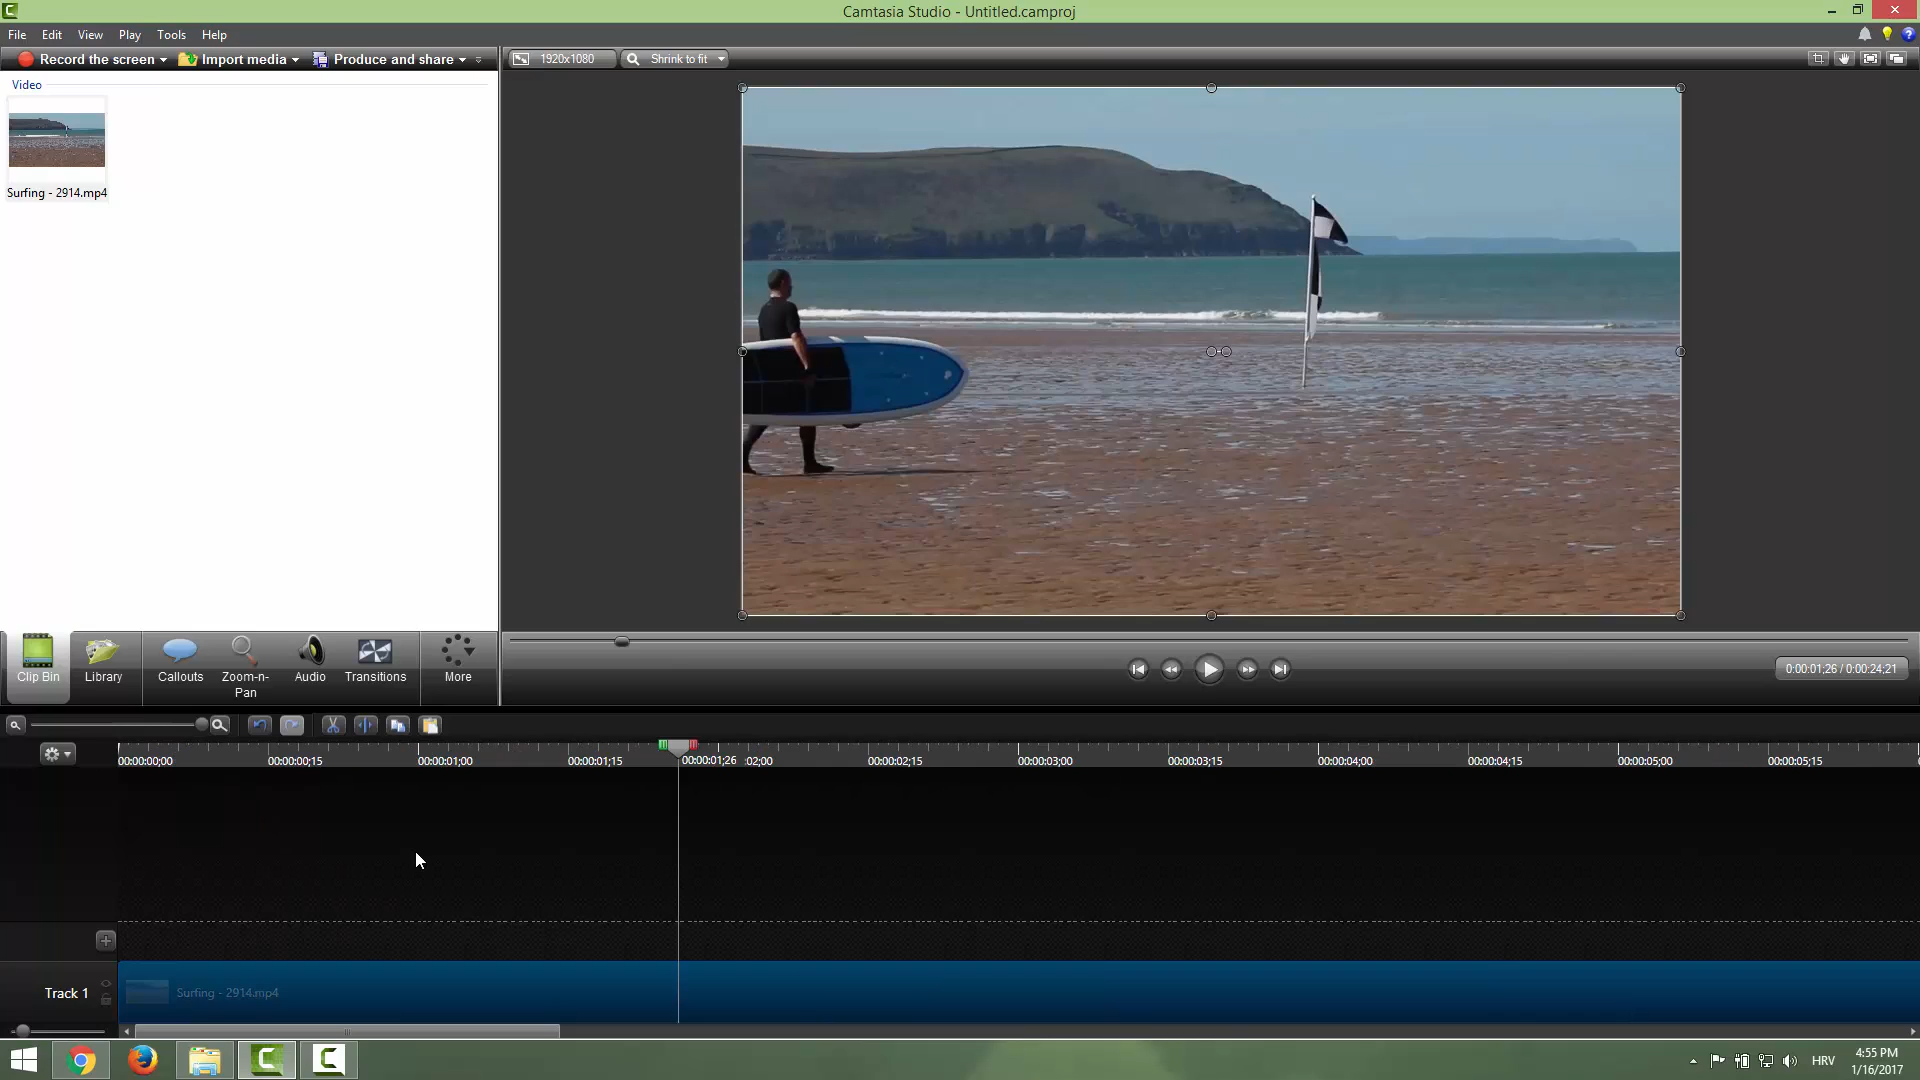 Camtasia Studio - Untitled.camproj
File Edit View Play Tools Help
Record the screen Import media Produce and share
1920x1080 Shrink to fit
Video
Surfing - 2914.mp4
Clip Bin Library Callouts Zoom-n-Pan Audio Transitions More
0:00:01;26 / 0:00:24;21
00:00:00;00 00:00:00;15 00:00:01;00 00:00:01;15 00:00:01;26 :02;00 00:00:02;15 00:00:03;00 00:00:03;15 00:00:04;00 00:00:04;15 00:00:05;00 00:00:05;15
Track 1 Surfing - 2914.mp4
HRV
4:55 PM
1/16/2017